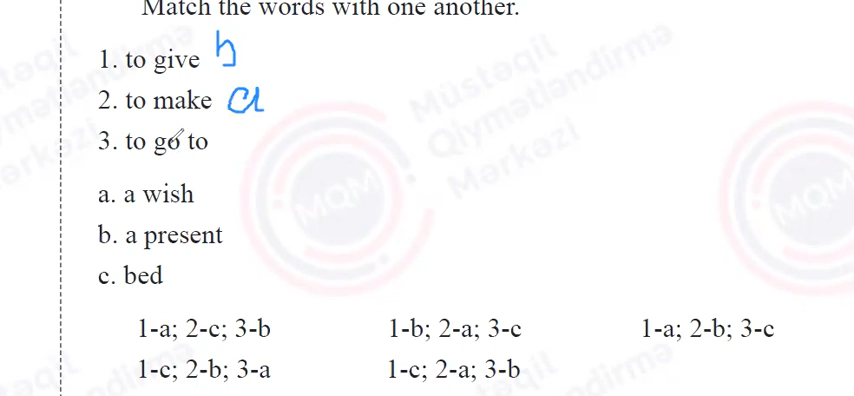 Match the words with one another.
1. to give b
2. to make a
3. to go to
a. a wish
b. a present
c. bed
1-a; 2-c; 3-b 1-b; 2-a; 3-c 1-a; 2-b; 3-c
1-c; 2-b; 3-a 1-c; 2-a; 3-b
Müstəqil
Qiymətləndirmə
Mərkəzi
MQM
MQM